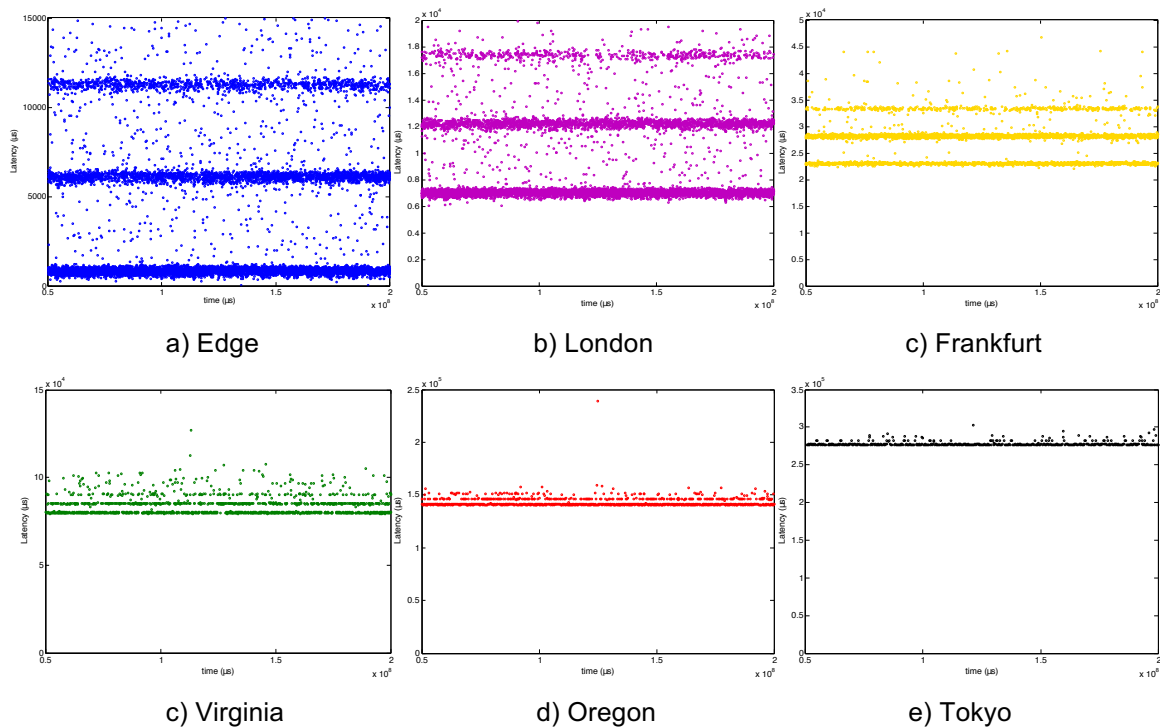 15000
10000
5000
0
Latency (µs)
0.5 1 1.5 2
time (µs)
x 10⁸
a) Edge
x 10⁴
2
1.8
1.6
1.4
1.2
1
0.8
0.6
0.4
0.2
0
Latency (µs)
0.5 1 1.5 2
time (µs)
x 10⁸
b) London
x 10⁴
5
4.5
4
3.5
3
2.5
2
1.5
1
0.5
0
Latency (µs)
0.5 1 1.5 2
time (µs)
x 10⁸
c) Frankfurt
x 10⁴
15
10
5
0
Latency (µs)
0.5 1 1.5 2
time (µs)
x 10⁸
c) Virginia
x 10⁵
2.5
2
1.5
1
0.5
0
Latency (µs)
0.5 1 1.5 2
time (µs)
x 10⁸
d) Oregon
x 10⁵
3.5
3
2.5
2
1.5
1
0.5
0
Latency (µs)
0.5 1 1.5 2
time (µs)
x 10⁸
e) Tokyo